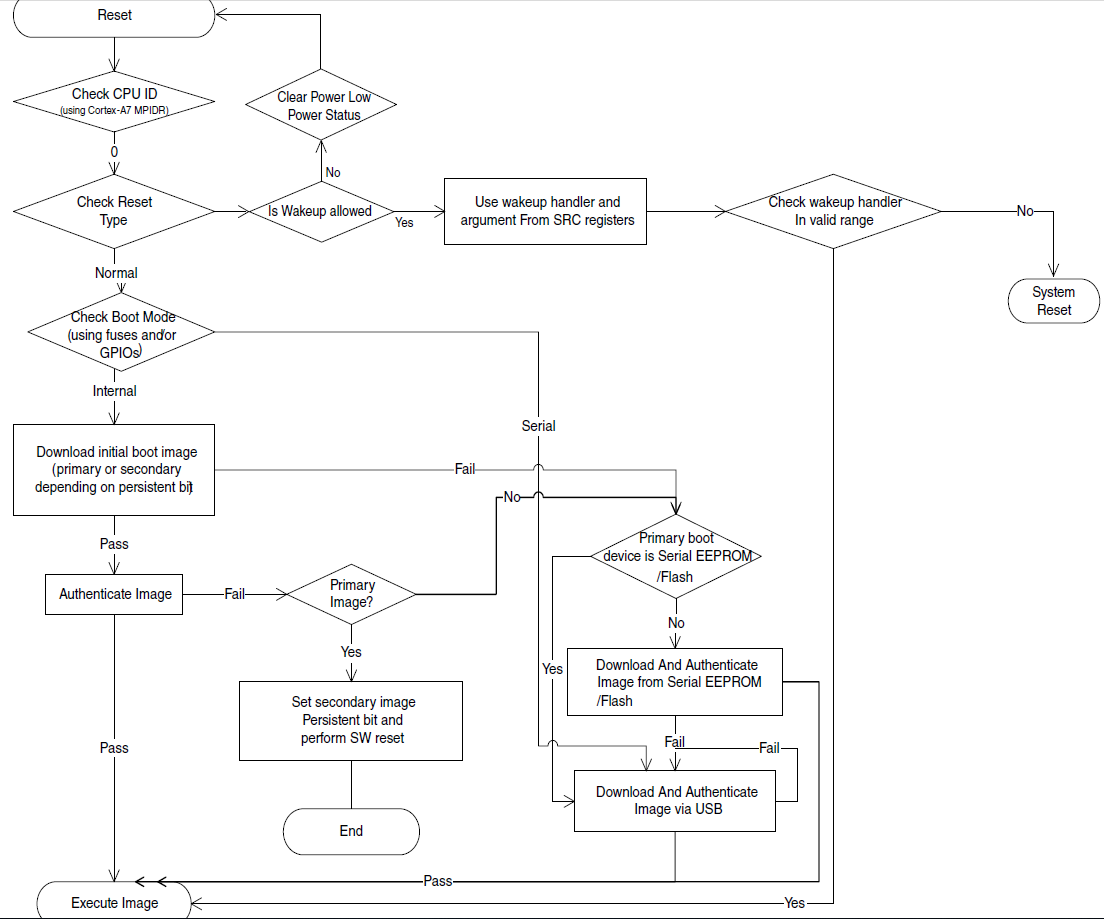 Reset
Check CPU ID
(using Cortex-A7 MPIDR)
0
Clear Power Low
Power Status
No
Check Reset
Type
Is Wakeup allowed
Yes
Use wakeup handler and
argument From SRC registers
Check wakeup handler
In valid range
No
System
Reset
Normal
Check Boot Mode
(using fuses and/or
GPIOs)
Internal
Serial
Download initial boot image
(primary or secondary
depending on persistent bit)
Fail
No
Primary boot
device is Serial EEPROM
/Flash
Pass
Authenticate Image
Fail
Primary
Image?
No
Yes
Yes
Download And Authenticate
Image from Serial EEPROM
/Flash
Set secondary image
Persistent bit and
perform SW reset
Pass
Fail
Fail
Download And Authenticate
Image via USB
End
Pass
Execute Image
Yes